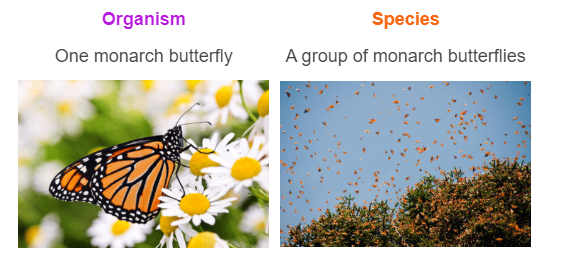 Organism
One monarch butterfly
Species
A group of monarch butterflies